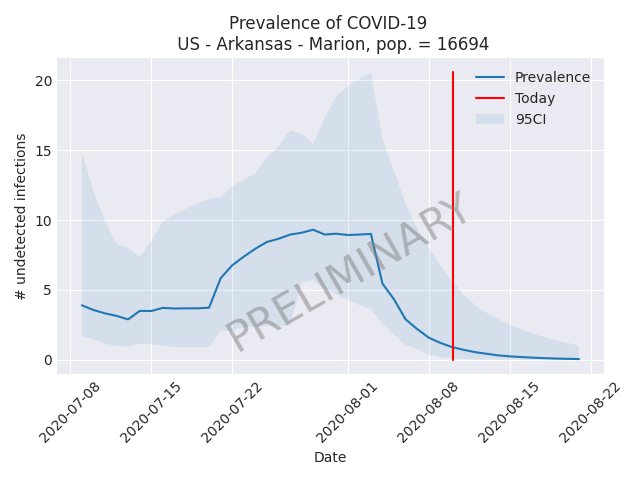 Prevalence of COVID-19
US - Arkansas - Marion, pop. = 16694
# undetected infections
20
15
10
5
0
Prevalence
Today
95CI
PRELIMINARY
2020-07-08
2020-07-15
2020-07-22
2020-08-01
2020-08-08
2020-08-15
2020-08-22
Date